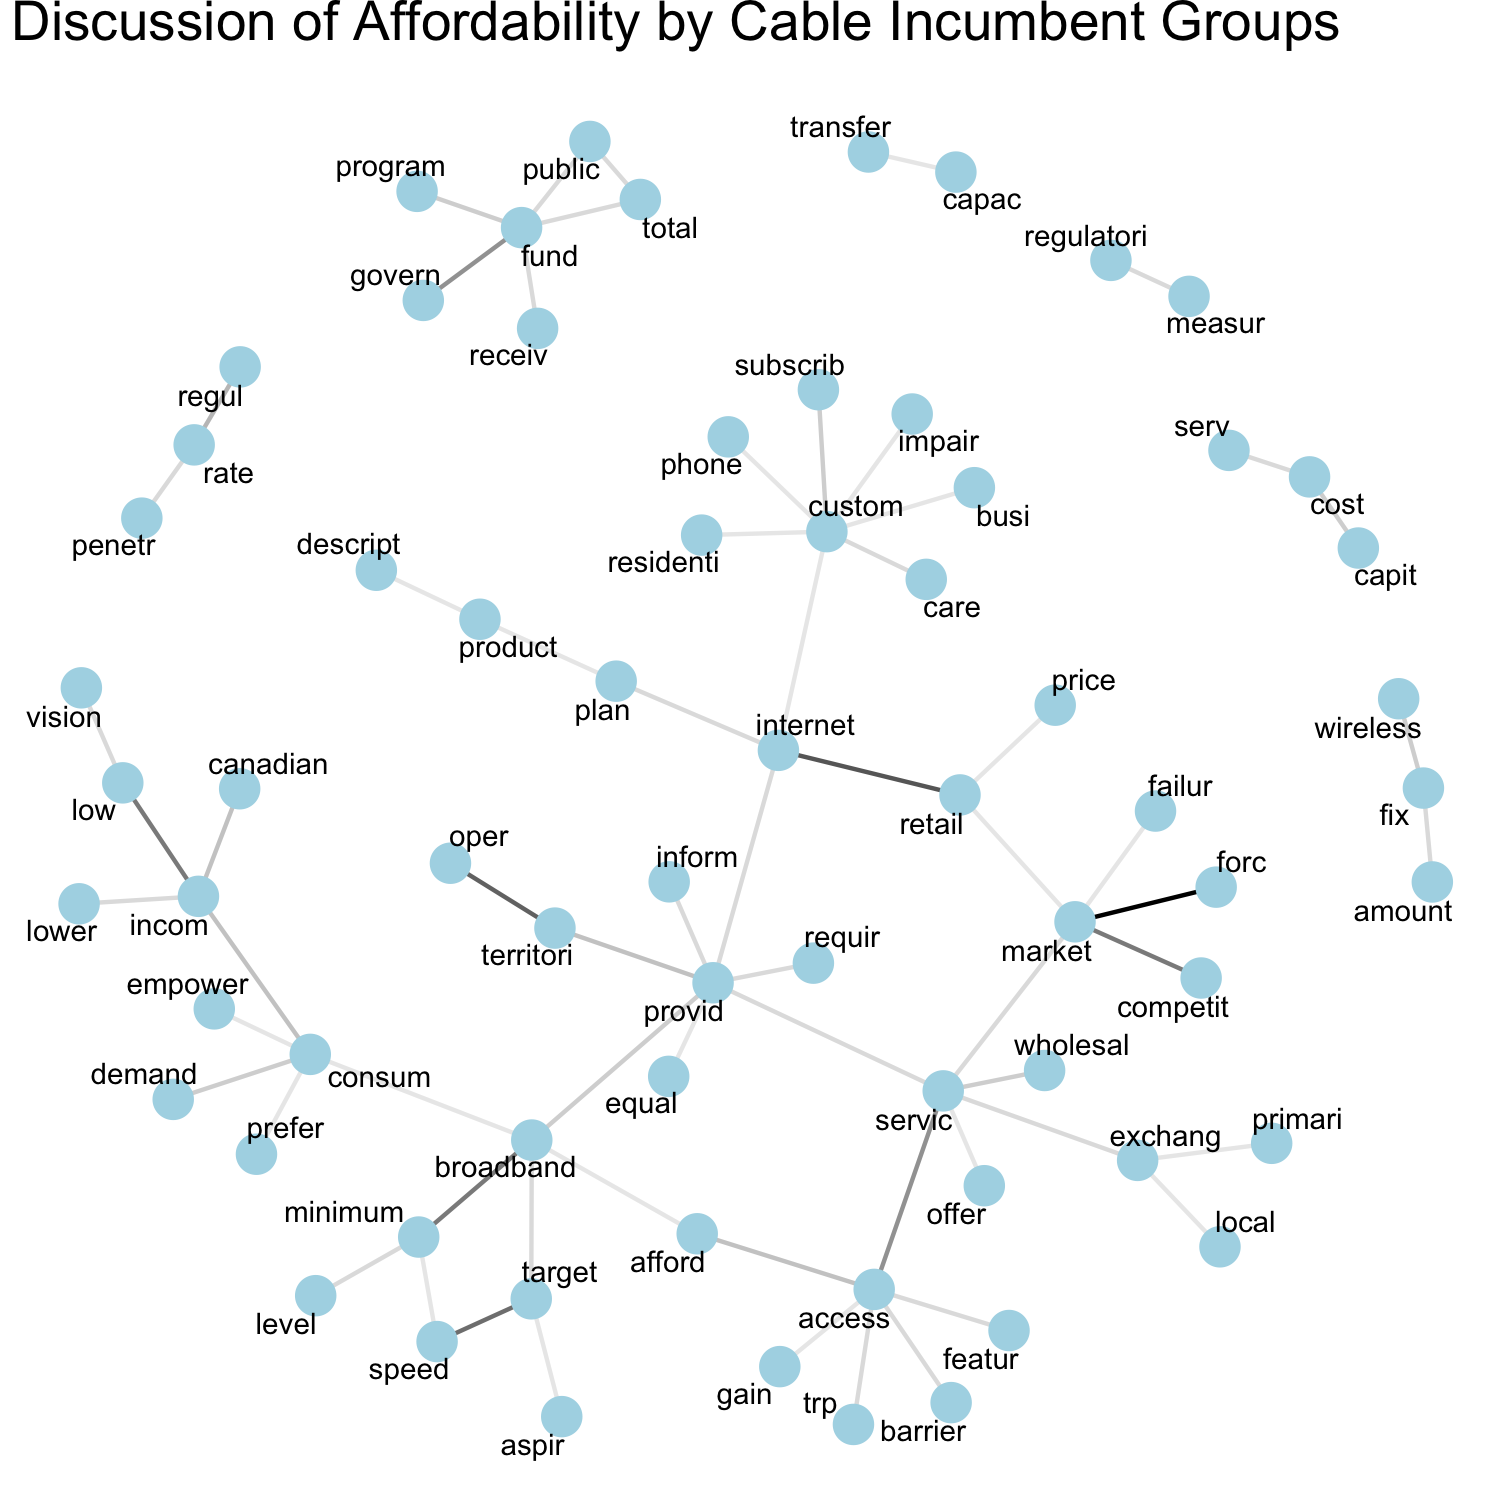 Discussion of Affordability by Cable Incumbent Groups
transfer
program
public
capac
total
regulatori
fund
govern
measur
receiv
subscrib
regul
serv
impair
phone
rate
cost
custom
busi
penetr
descript
residenti
capit
care
product
price
plan
vision
internet
wireless
canadian
failur
low
fix
retail
oper
inform
forc
amount
incom
lower
requir
market
territori
empower
competit
provid
wholesal
demand
consum
equal
primari
servic
prefer
exchang
broadband
minimum
offer
local
afford
target
access
level
featur
speed
gain
trp
barrier
aspir